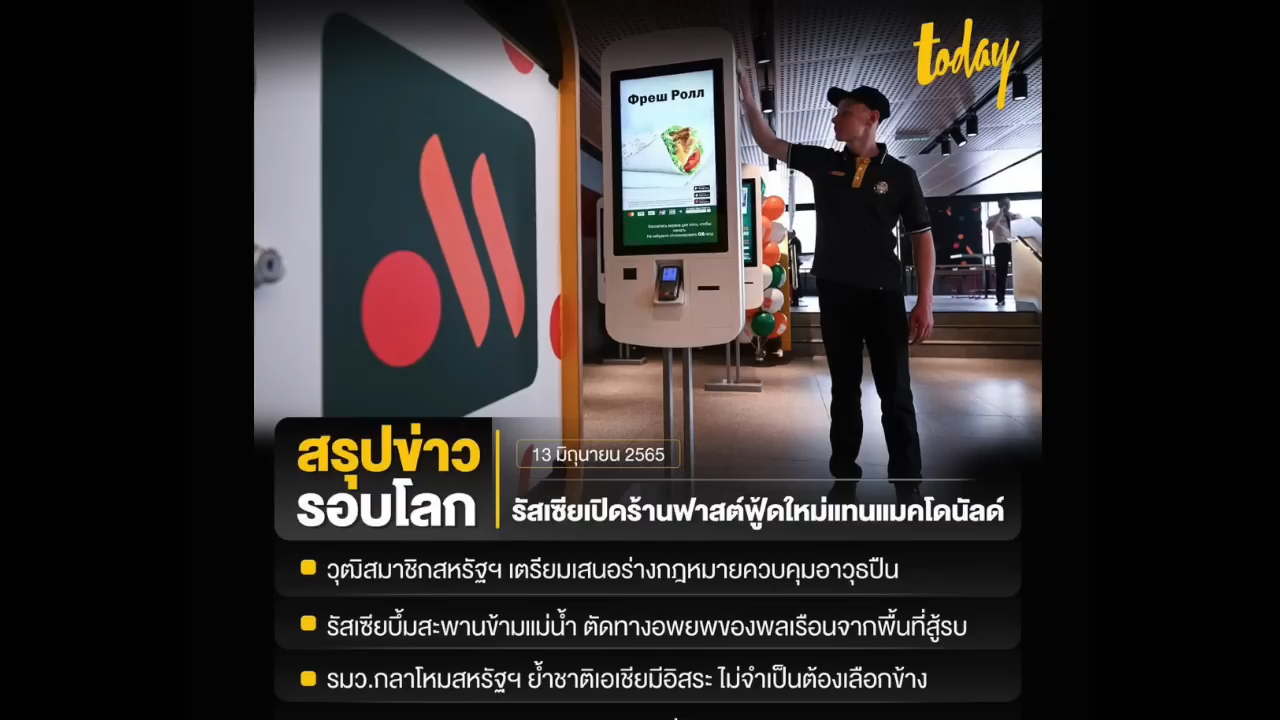 today
Фреш Ролл
สรุปข่าว
รอบโลก
13 มิถุนายน 2565
รัสเซียเปิดร้านฟาสต์ฟู้ดใหม่แทนแมคโดนัลด์
วุฒิสมาชิกสหรัฐฯ เตรียมเสนอร่างกฎหมายควบคุมอาวุธปืน
รัสเซียบึ้มสะพานข้ามแม่น้ำ ตัดทางอพยพของพลเรือนจากพื้นที่สู้รบ
รมว.กลาโหมสหรัฐฯ ย้ำชาติเอเชียมีอิสระ ไม่จำเป็นต้องเลือกข้าง